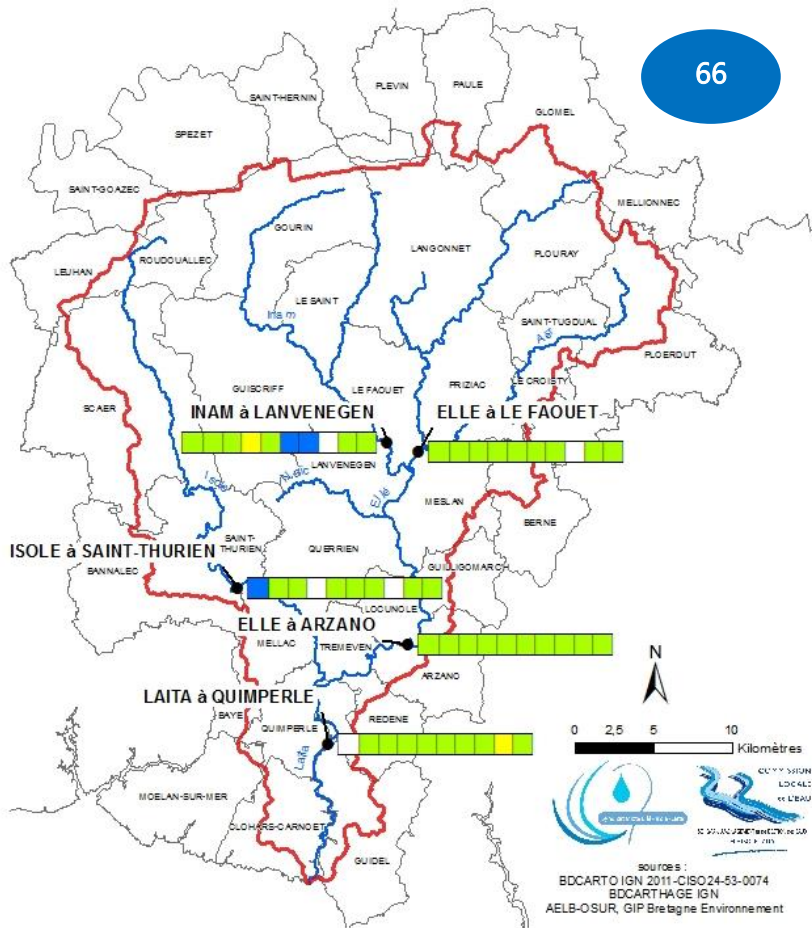 66
PLEVIN
PAULE
SAINT-HERNIN
GLOMEL
SPEZET
SAINT-GOAZEC
MELLIONNEC
GOURIN
LANGONNET
PLOURAY
LEUHAN
ROUDOUALLEC
LE SAINT
Inam
SAINT-TUGDUAL
Aër
PLOERDUT
GUISCRIFF
LE FAOUET
PRIZIAC
LE CROISTY
SCAER
INAM à LANVENEGEN
ELLE à LE FAOUET
LANVENEGEN
Isole
Naïc
Ellé
MESLAN
BERNE
ISOLE à SAINT-THURIEN
SAINT-
THURIEN
QUERRIEN
GUILLIGOMARCH
BANNALEC
LOCUNOLE
ELLE à ARZANO
MELLAC
TREMEVEN
ARZANO
N
LAITA à QUIMPERLE
BAYE
QUIMPERLE
REDENE
0 2,5 5 10
Kilomètres
Laïta
MOELAN-SUR-MER
CLOHARS-CARNOET
GUIDEL
COMMISSION
LOCALE
de L'EAU
sources :
BDCARTO IGN 2011-CISO24-53-0074
BDCARTHAGE IGN
AELB-OSUR, GIP Bretagne Environnement